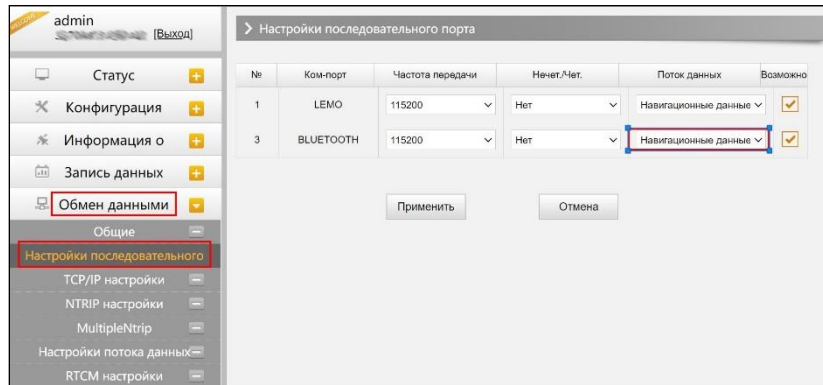 WELCOME
admin
[Выход]
Статус
Конфигурация
Информация о
Запись данных
Обмен данными
Общие
Настройки последовательного
TCP/IP настройки
NTRIP настройки
MultipleNtrip
Настройки потока данных
RTCM настройки
Настройки последовательного порта
№ Ком-порт Частота передачи Нечет./Чет. Поток данных Возможно
1 LEMO 115200 Нет Навигационные данные
3 BLUETOOTH 115200 Нет Навигационные данные
Применить Отмена